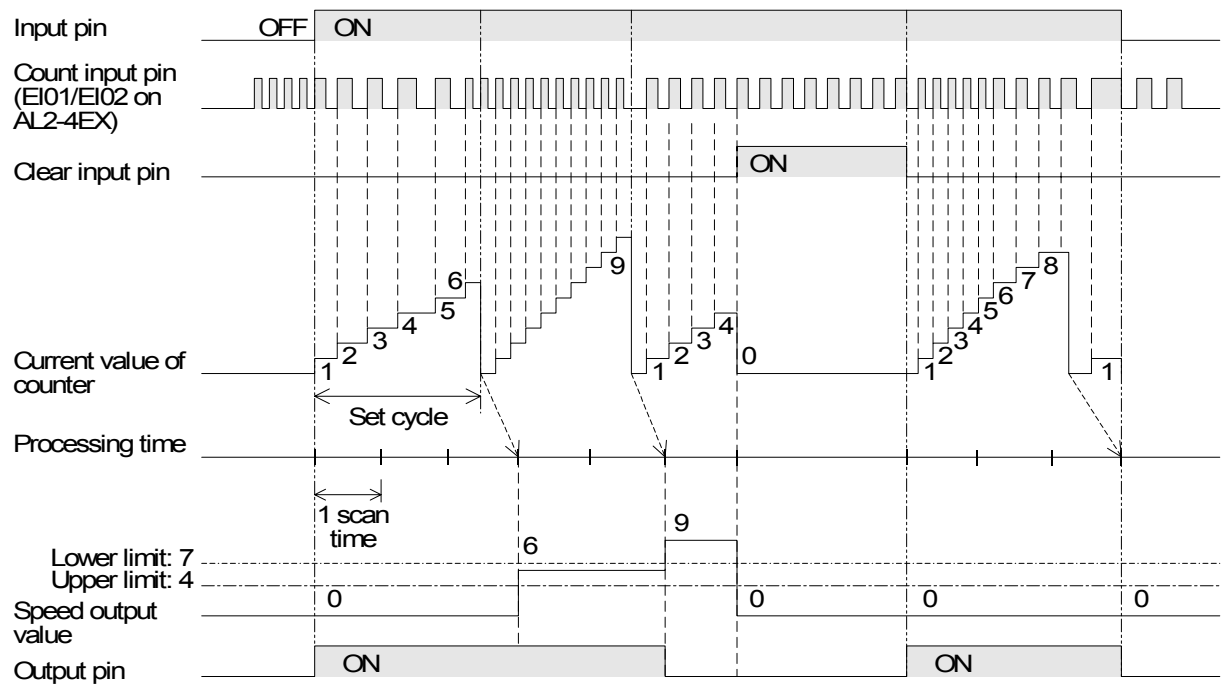 Input pin OFF ON
Count input pin
(EI01/EI02 on
AL2-4EX)
Clear input pin ON
6 9 8
7
5 6
4 4 5
3 3 4
2 2 3
Current value of
counter
1 1 0 1 2 1
Set cycle
Processing time
1 scan
time
9
6
Lower limit: 7
Upper limit: 4
Speed output
value
0 0 0 0
Output pin ON ON